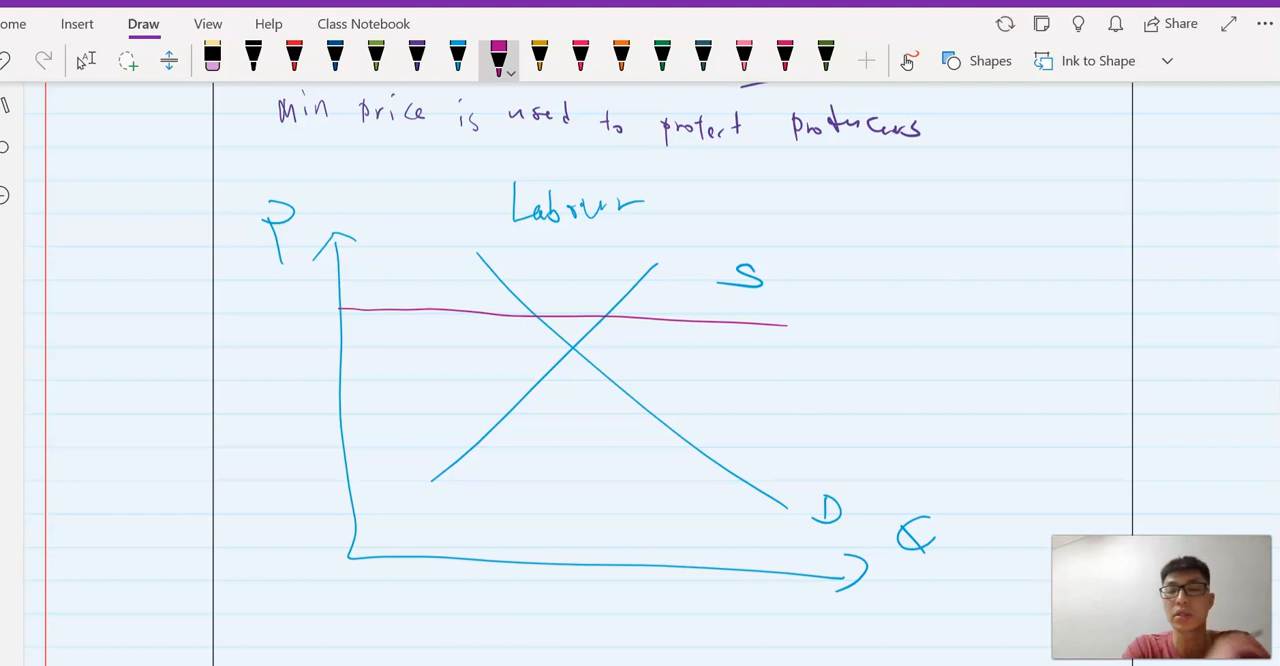 ome Insert Draw View Help Class Notebook Share
Shapes Ink to Shape
Min price is used to protect producers
Labour
P
S
D
Q